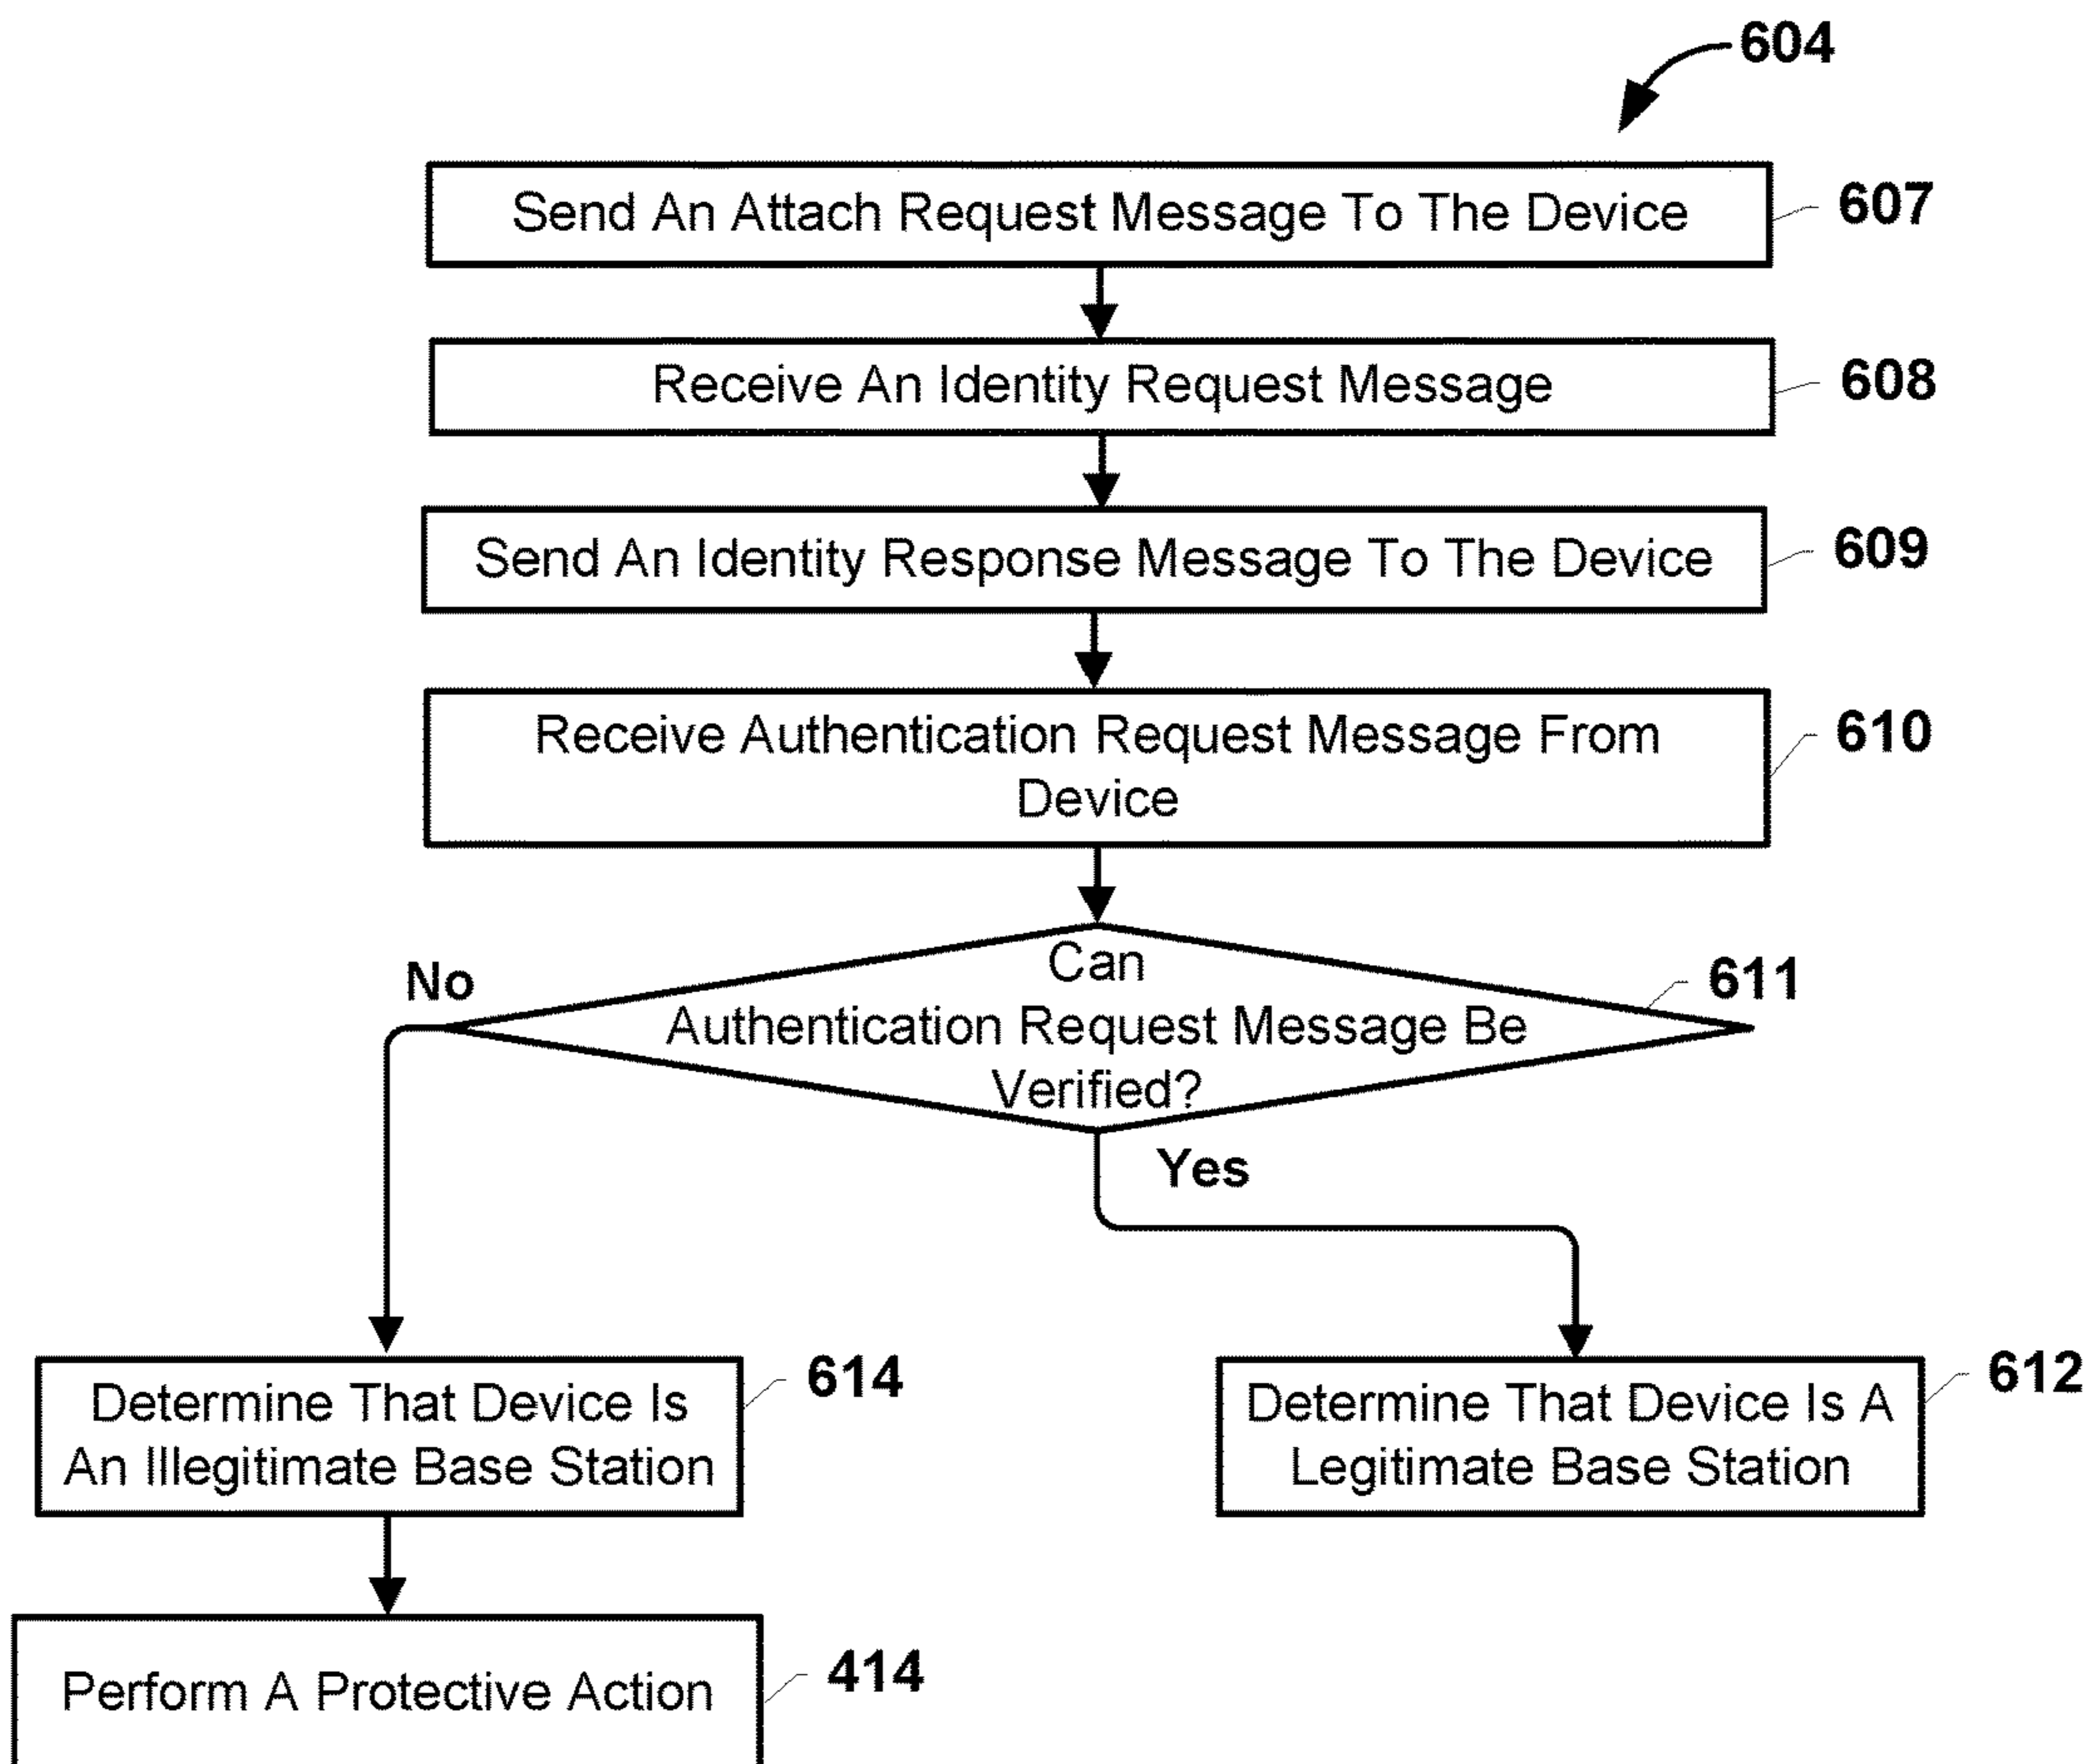 604
Send An Attach Request Message To The Device
607
Receive An Identity Request Message
608
Send An Identity Response Message To The Device
609
Receive Authentication Request Message From
Device
610
Can
Authentication Request Message Be
Verified?
611
No
Yes
Determine That Device Is
An Illegitimate Base Station
614
Determine That Device Is A
Legitimate Base Station
612
Perform A Protective Action
414